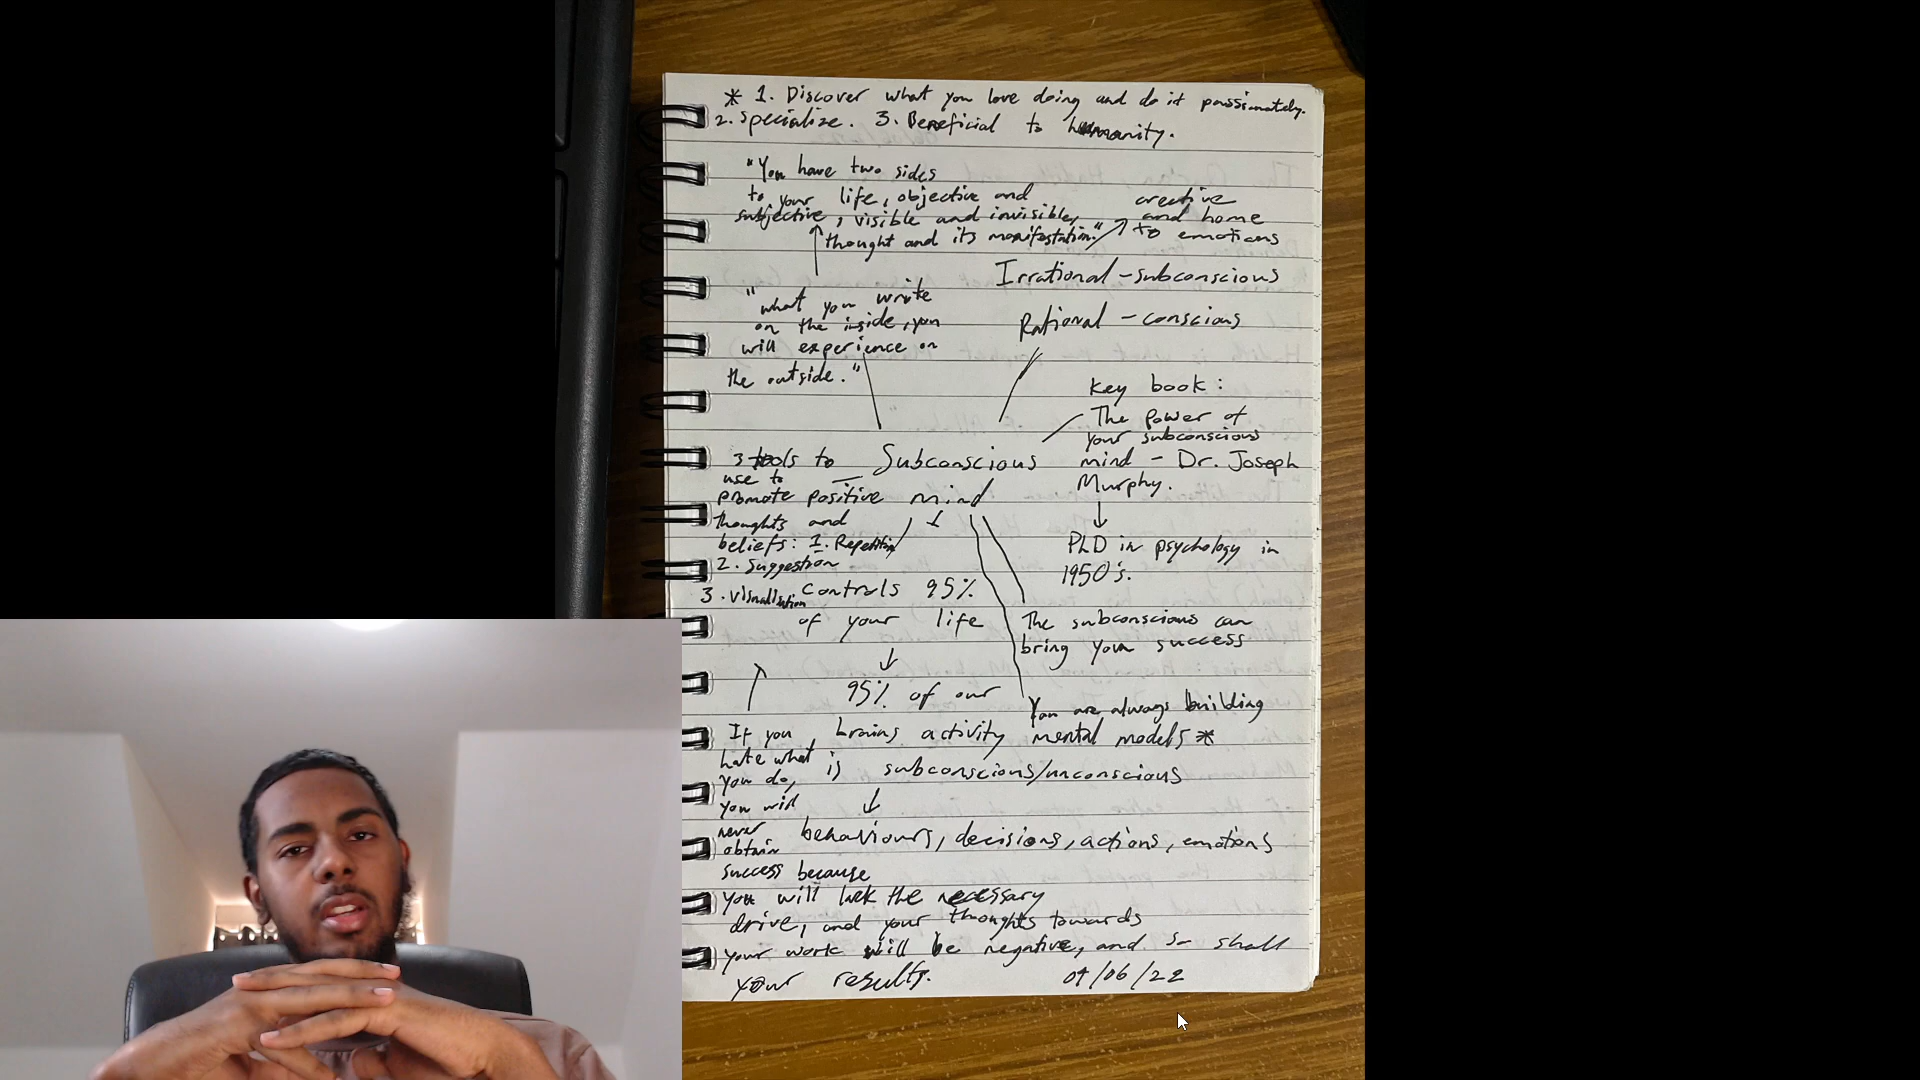 * 1. Discover what you love doing and do it passionately.
2. Specialize. 3. Beneficial to humanity.
"You have two sides
to your life, objective and
subjective, visible and invisible,
thought and its manifestation."
creative
and home
to emotions
Irrational - subconscious
Rational - conscious
"what you write
on the inside, you
will experience on
the outside."
Key book:
The power of
your subconscious
mind - Dr. Joseph
Murphy.
PhD in psychology in
1950's.
Subconscious
mind
3 tools to
use to
promote positive
thoughts and
beliefs: 1. Repetition
2. Suggestion
3. Visualisation
Controls 95%
of your life
95% of our
brains activity
is subconscious/unconscious
behaviours, decisions, actions, emotions
The subconscious can
bring you success
You are always building
mental models *
If you
hate what
you do,
you will
never
obtain
success because
you will lack the necessary
drive, and your thoughts towards
your work will be negative, and so shall
your results.
/06/22